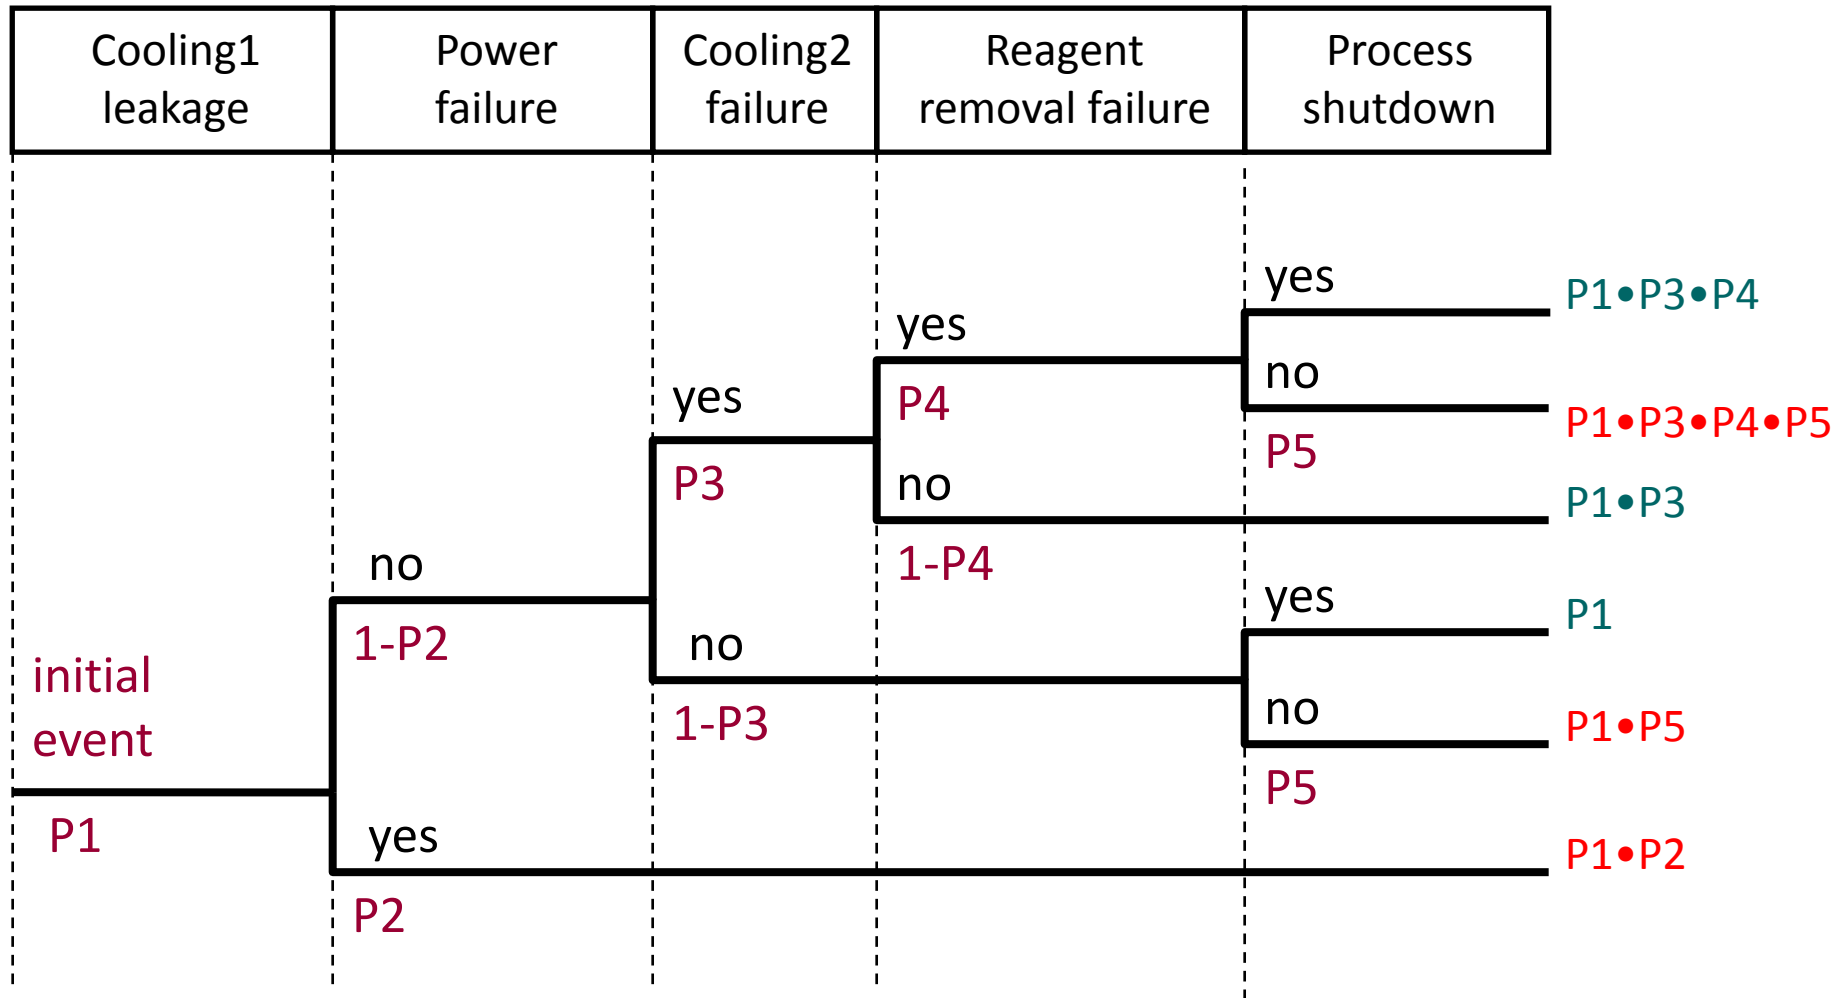 Cooling1
leakage
Power
failure
Cooling2
failure
Reagent
removal failure
Process
shutdown
yes
P1•P3•P4
yes
no
P4
P1•P3•P4•P5
yes
P5
P3
no
P1•P3
no
1-P4
yes
P1
1-P2
no
initial
event
1-P3
no
P1•P5
P5
P1
yes
P1•P2
P2